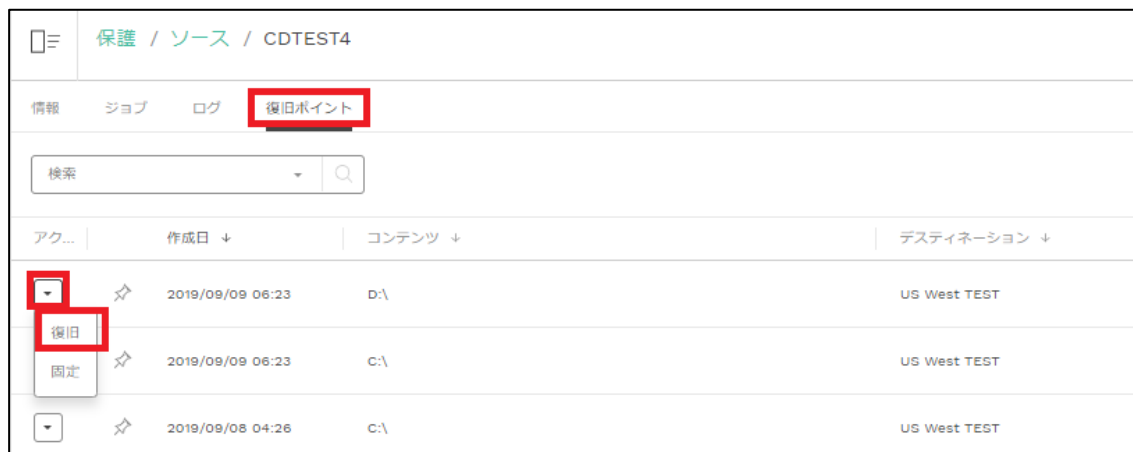 保護 / ソース / CDTEST4
情報 ジョブ ログ 復旧ポイント
検索
アク... 作成日 ↓ コンテンツ ↓ デスティネーション ↓
2019/09/09 06:23 D:\ US West TEST
復旧
2019/09/09 06:23 C:\ US West TEST
固定
2019/09/08 04:26 C:\ US West TEST